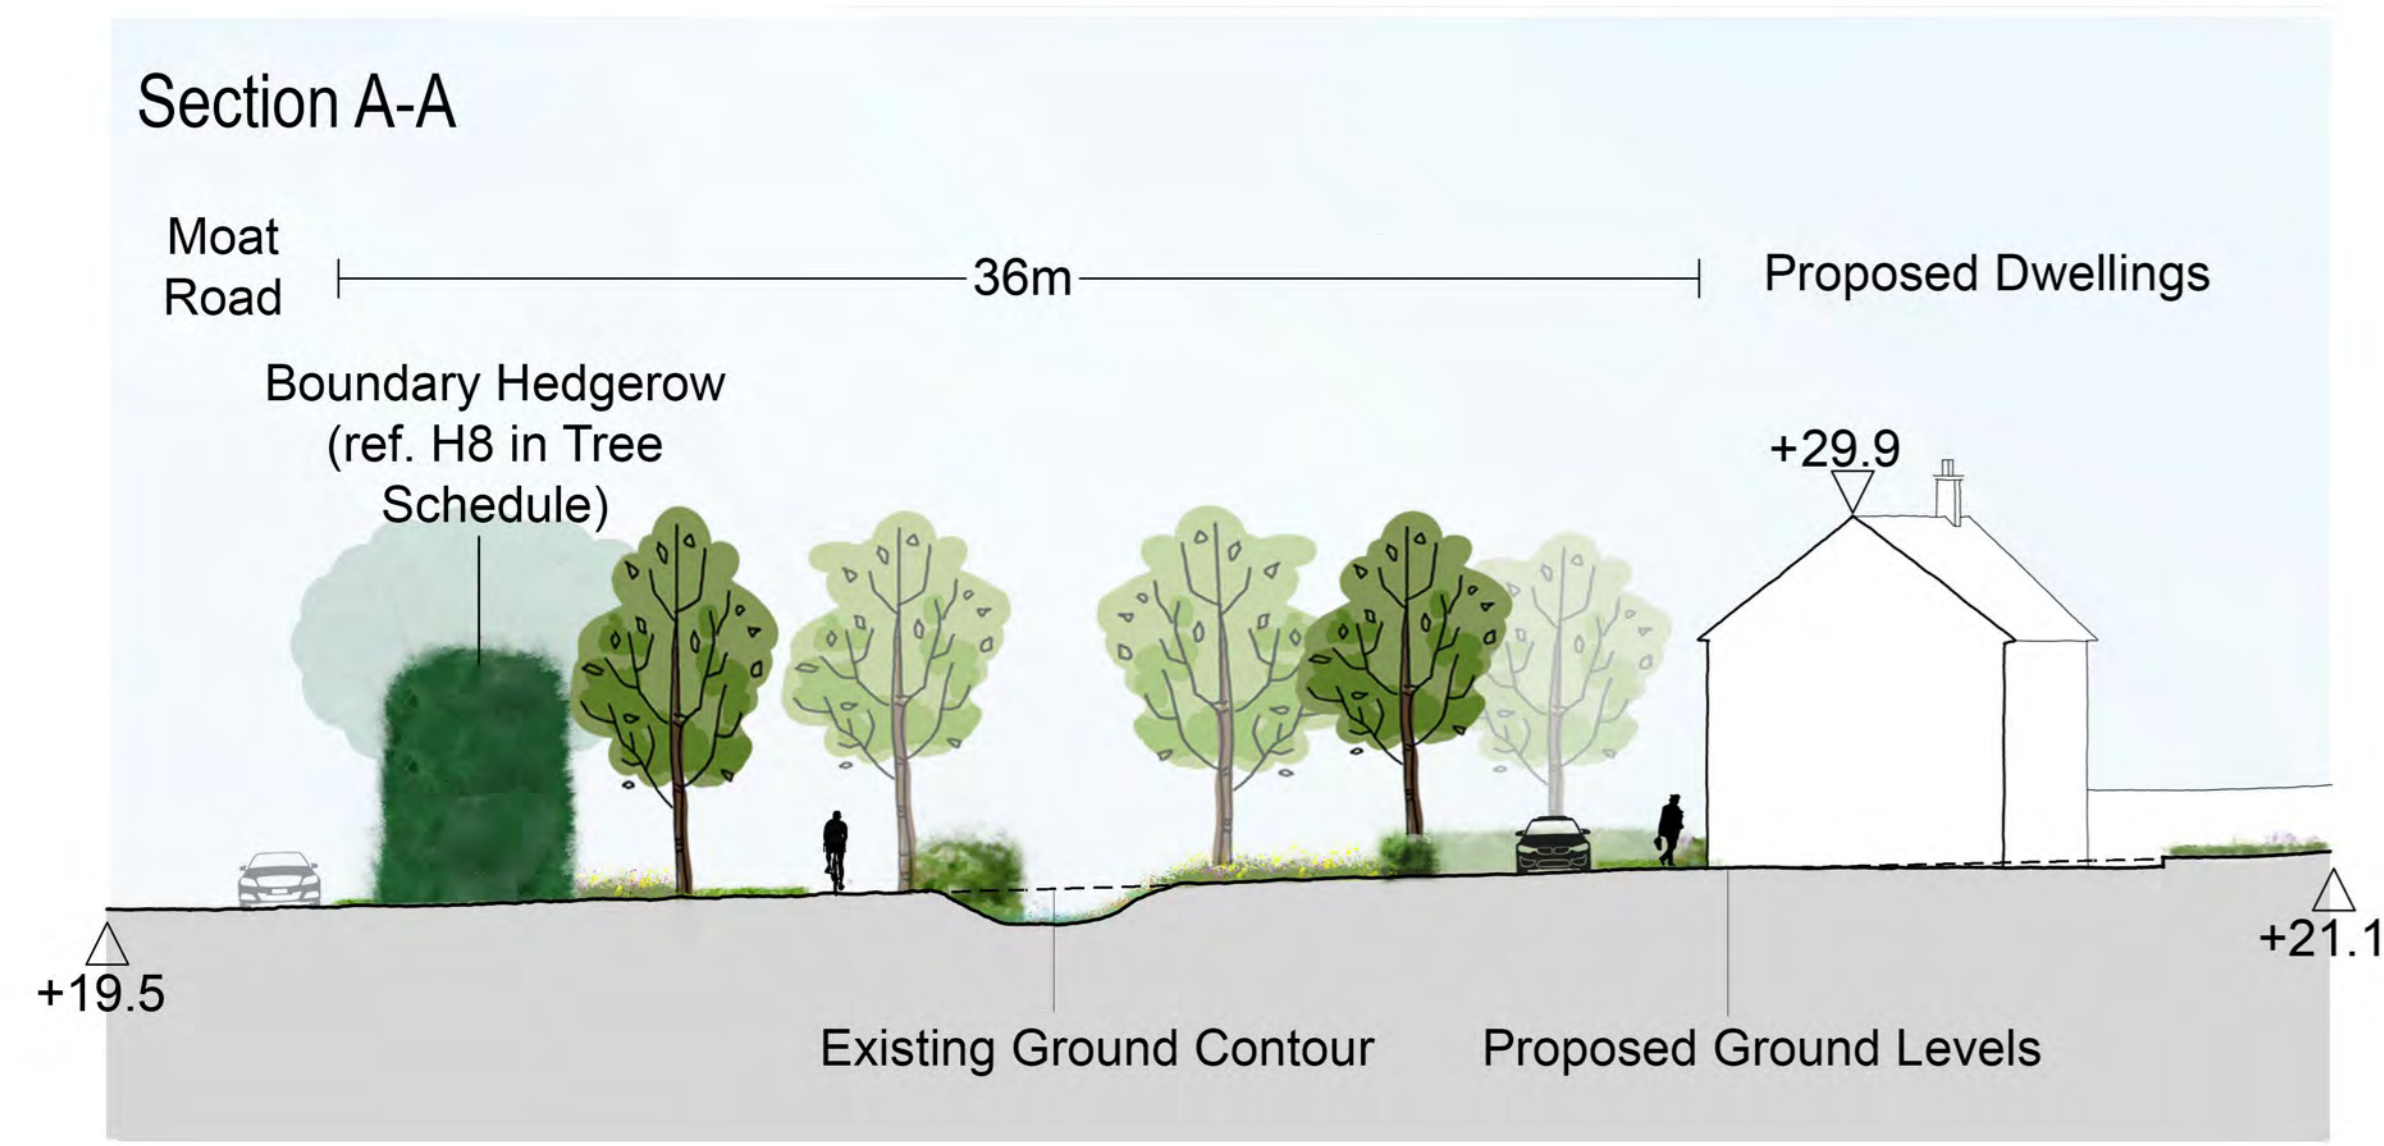 Section A-A
Moat
Road
36m
Proposed Dwellings
Boundary Hedgerow
(ref. H8 in Tree
Schedule)
+29.9
+19.5
+21.1
Existing Ground Contour
Proposed Ground Levels